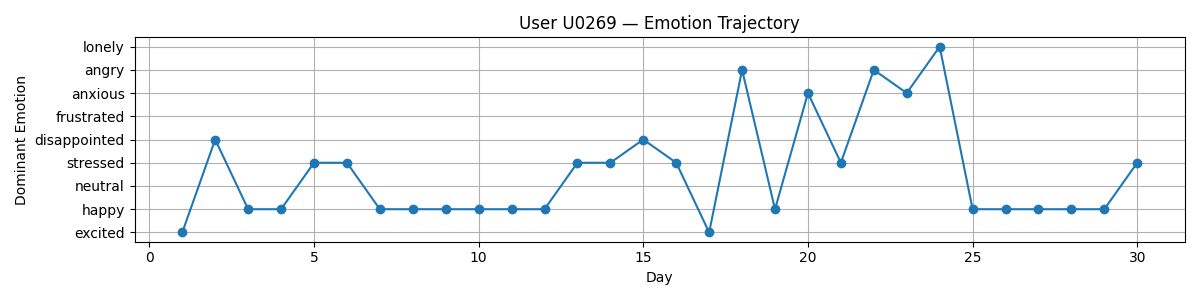 User U0269 — Emotion Trajectory
Dominant Emotion
lonely
angry
anxious
frustrated
disappointed
stressed
neutral
happy
excited
0 5 10 15 20 25 30
Day